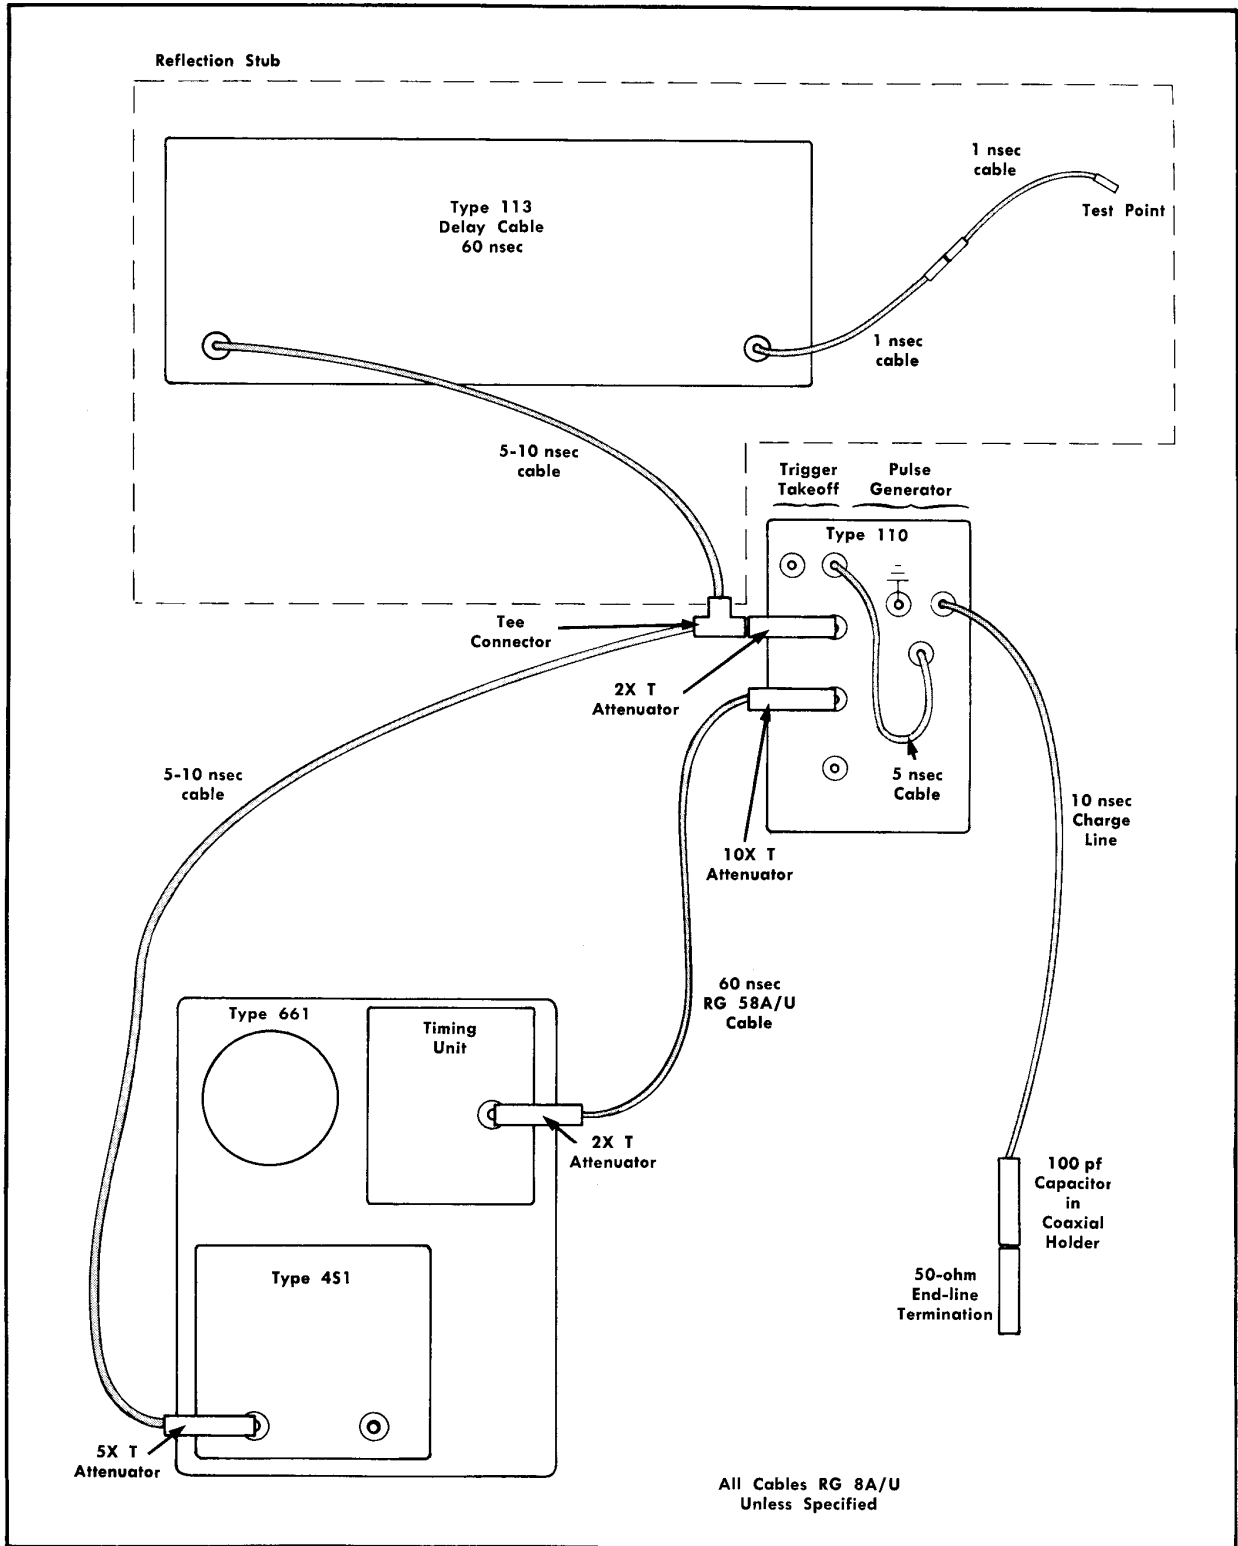 Reflection Stub
Type 113
Delay Cable
60 nsec
1 nsec
cable
Test Point
1 nsec
cable
5-10 nsec
cable
Trigger
Takeoff
Pulse
Generator
Type 110
Tee
Connector
2X T
Attenuator
5-10 nsec
cable
5 nsec
Cable
10 nsec
Charge
Line
10X T
Attenuator
60 nsec
RG 58A/U
Cable
Type 661
Timing
Unit
2X T
Attenuator
100 pf
Capacitor
in
Coaxial
Holder
Type 4S1
50-ohm
End-line
Termination
5X T
Attenuator
All Cables RG 8A/U
Unless Specified